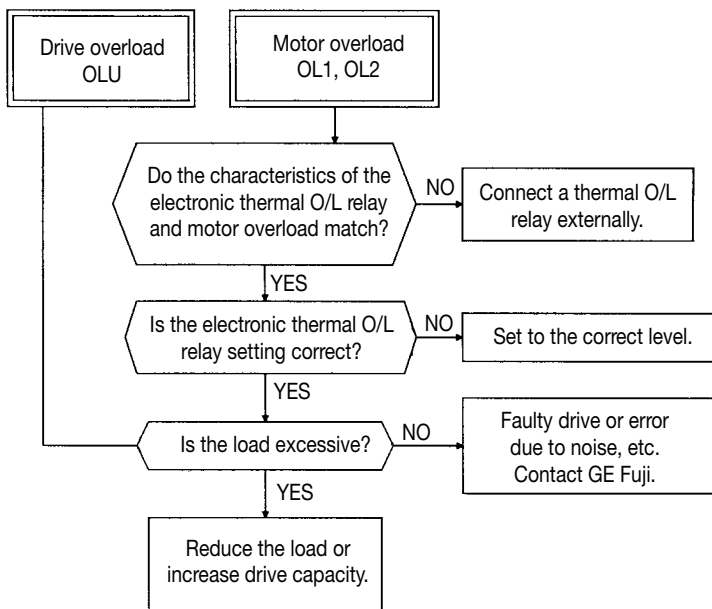 Drive overload
OLU
Motor overload
OL1, OL2
Do the characteristics of the
electronic thermal O/L relay
and motor overload match?
NO
Connect a thermal O/L
relay externally.
YES
Is the electronic thermal O/L
relay setting correct?
NO
Set to the correct level.
YES
Is the load excessive?
NO
Faulty drive or error
due to noise, etc.
Contact GE Fuji.
YES
Reduce the load or
increase drive capacity.